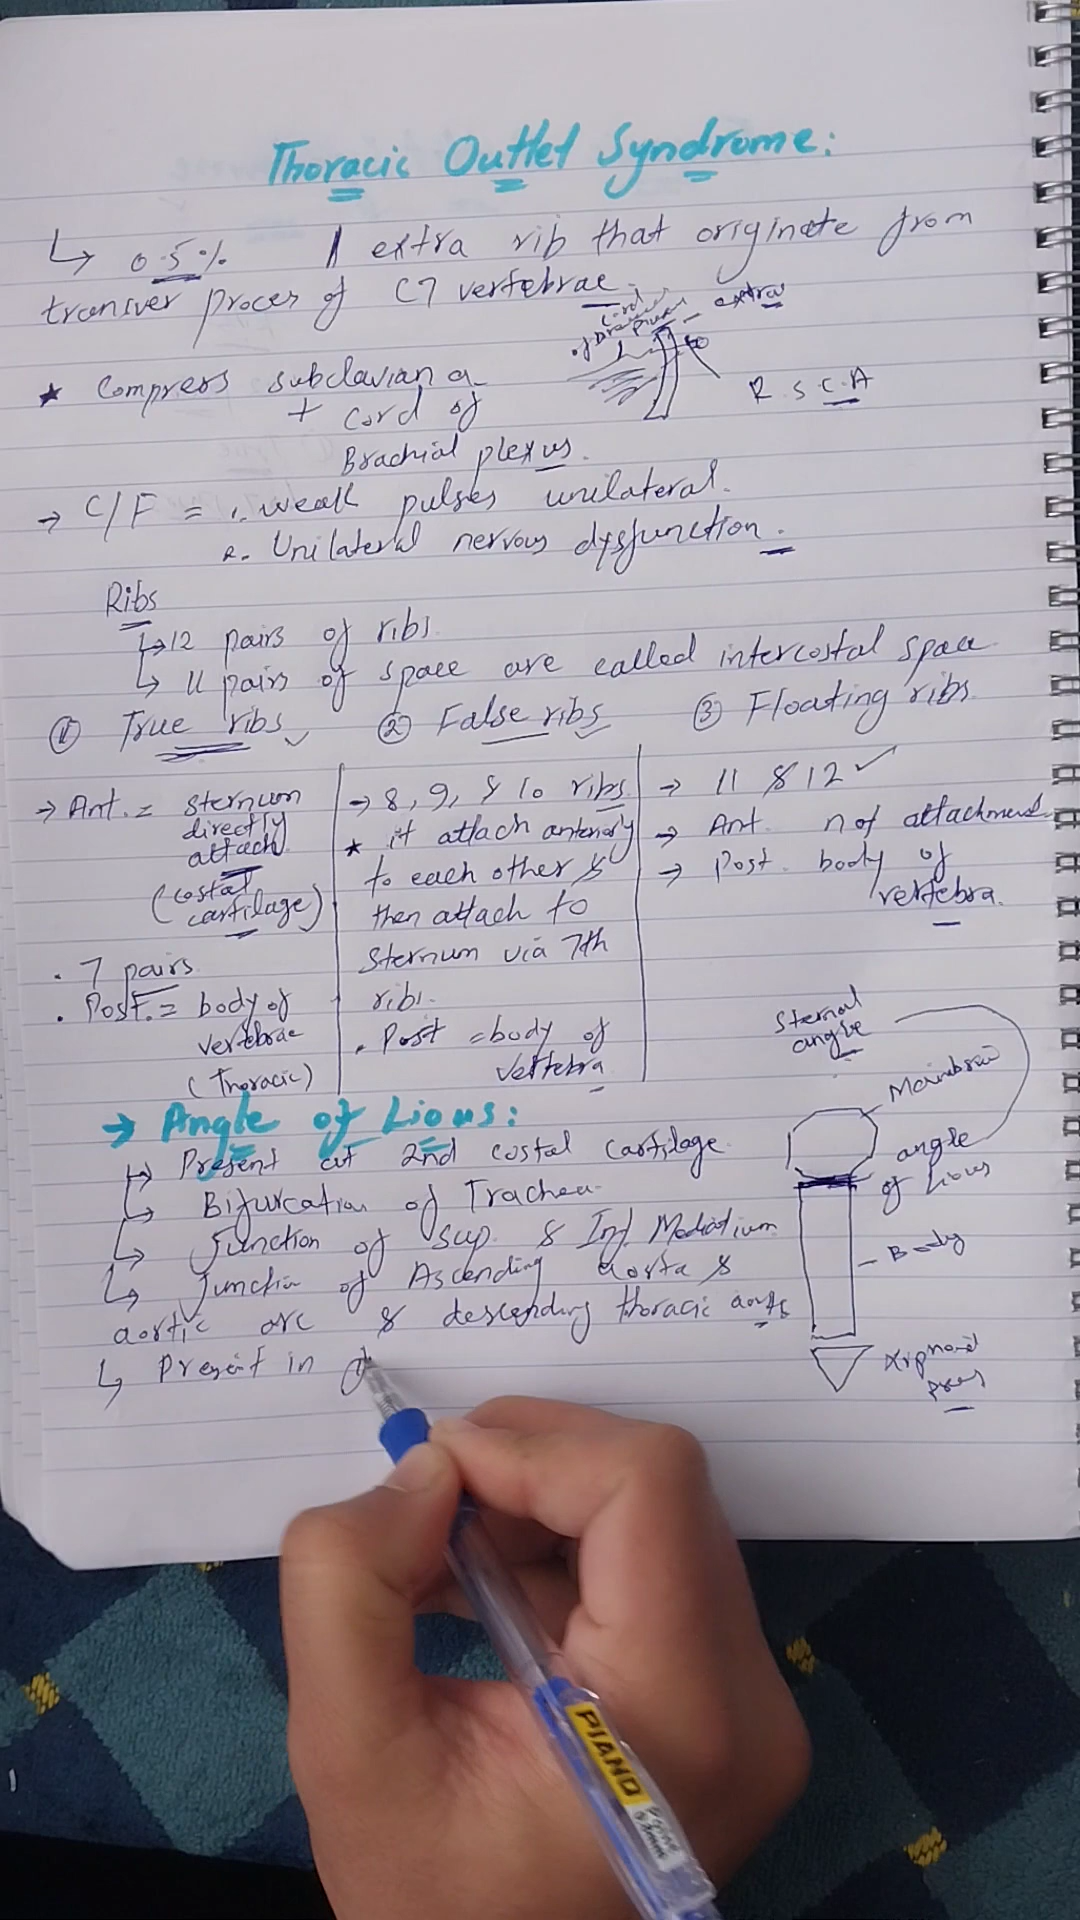 Thoracic Outlet Syndrome:
↳ 0.5% 1 extra rib that originate from
transver proces of C7 vertebrae.
Cord
of
extra
* Compress subclavian a
+ Cord of
Brachial plexus.
R. S. C. A
→ C/F = 1. weak pulses unilateral.
2. Unilateral nervous dysfunction.
Ribs
↳ 12 pairs of ribs
↳ 11 pairs of space are called intercostal space
① True ribs
② False ribs
③ Floating ribs
→ Ant. = sternum
directly
attach
(costal
cartilage)
. 7 pairs
. Post. = body of
vertebrae
(Thoracic)
→ 8, 9, & 10 ribs
* it attach anteriory
to each other &
then attach to
sternum via 7th
ribs.
. Post = body of
vertebra
→ 11 & 12 ✓
→ Ant. not attachment
→ Post. body of
vertebra.
Sternal
angle
angle
of Lious
Body
→ Angle of Lious:
↳ Present at 2nd costal cartilage
↳ Bifurcation of Trachea
↳ Junction of Sup. & Inf. Mediatium
↳ Junction of Ascending aorta &
aortic arc & descending thoracic aorta
↳ Present in
PIANO